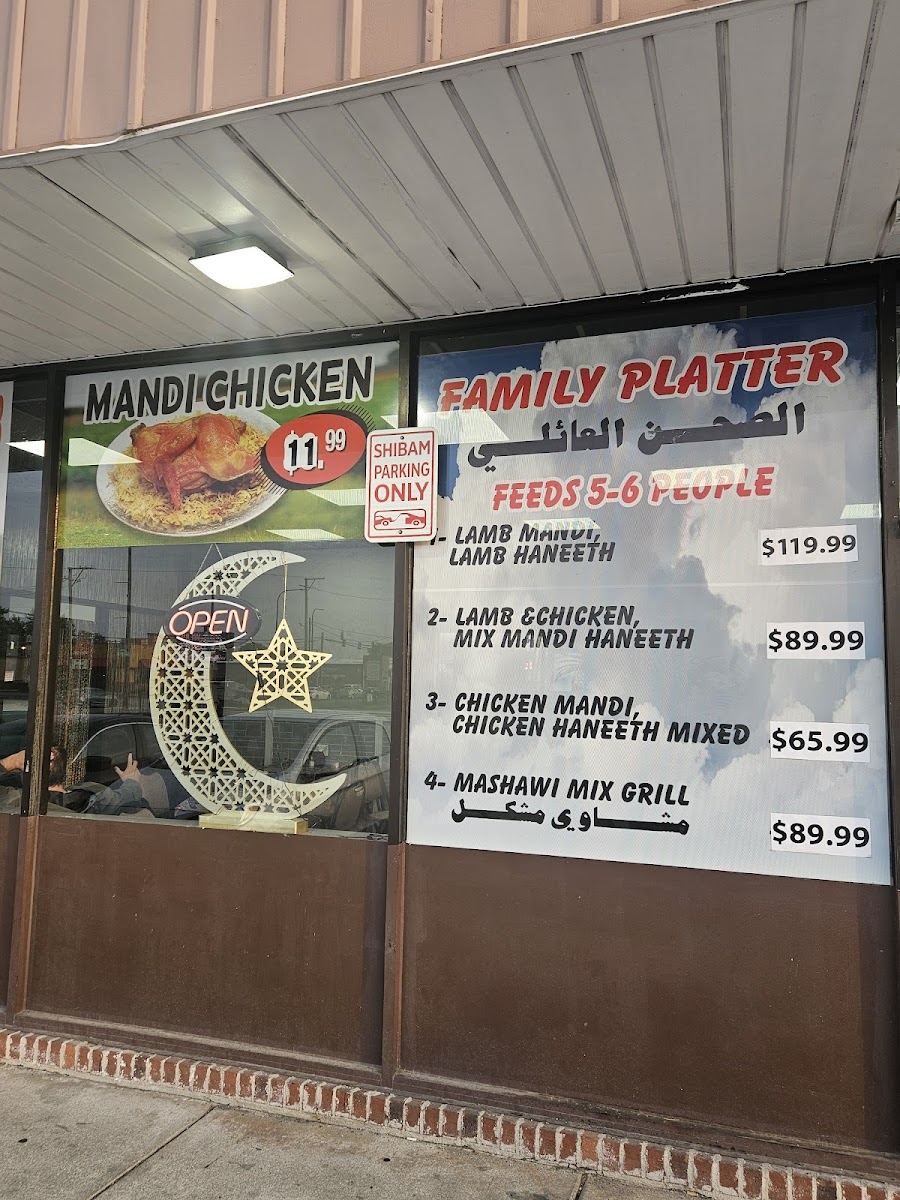 MANDI CHICKEN
$11.99
OPEN
SHIBAM
PARKING
ONLY
FAMILY PLATTER
الصحن العائلي
FEEDS 5-6 PEOPLE
1- LAMB MANDI,
LAMB HANEETH
$119.99
2- LAMB &CHICKEN,
MIX MANDI HANEETH
$89.99
3- CHICKEN MANDI,
CHICKEN HANEETH MIXED
$65.99
4- MASHAWI MIX GRILL
مشاوي مشكل
$89.99